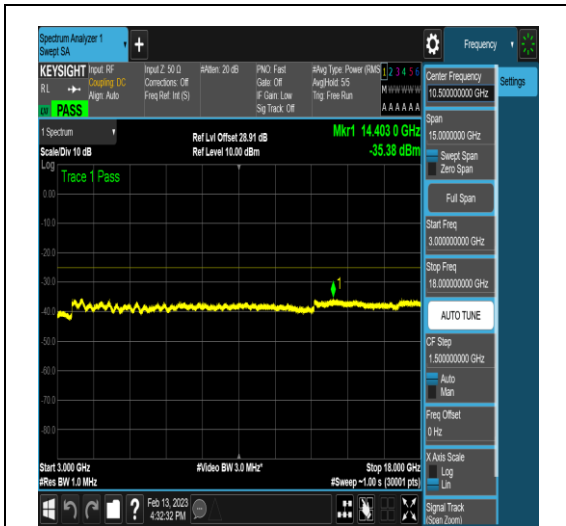 Spectrum Analyzer 1
Swept SA
Frequency
KEYSIGHT
RL
Input: RF
Coupling: DC
Align: Auto
Input Z: 50 Ω
Corrections: Off
Freq Ref: Int (S)
#Atten: 20 dB
PNO: Fast
Gate: Off
IF Gain: Low
Sig Track: Off
#Avg Type: Power (RMS
Avg|Hold: 5/5
Trig: Free Run
1 2 3 4 5 6
M W W W W W
A A A A A A
PASS
1 Spectrum
Scale/Div 10 dB
Ref Lvl Offset 28.91 dB
Ref Level 10.00 dBm
Mkr1 14.403 0 GHz
-35.38 dBm
Log
Trace 1 Pass
0.00
-10.0
-20.0
-30.0
-40.0
-50.0
-60.0
-70.0
-80.0
1
Start 3.000 GHz
#Res BW 1.0 MHz
#Video BW 3.0 MHz*
Stop 18.000 GHz
#Sweep ~1.00 s (30001 pts)
Center Frequency
10.500000000 GHz
Settings
Span
15.0000000 GHz
Swept Span
Zero Span
Full Span
Start Freq
3.000000000 GHz
Stop Freq
18.000000000 GHz
AUTO TUNE
CF Step
1.500000000 GHz
Auto
Man
Freq Offset
0 Hz
X Axis Scale
Log
Lin
Signal Track
(Span Zoom)
Feb 13, 2023
4:32:32 PM